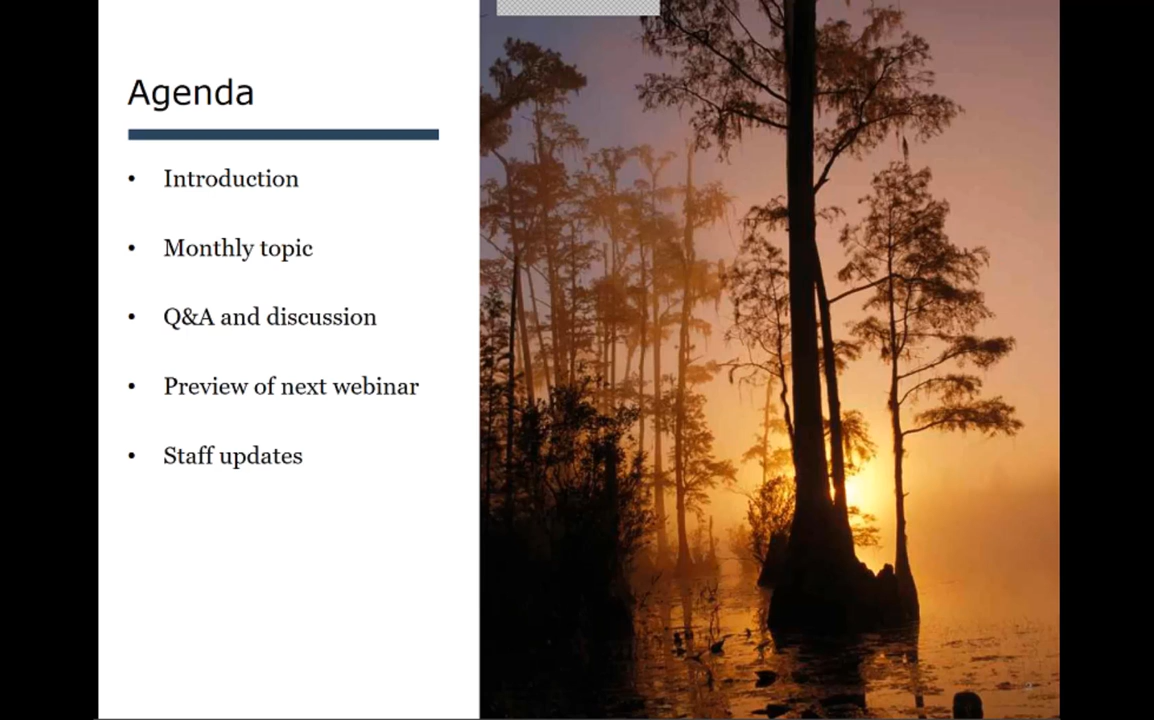 Agenda
• Introduction
• Monthly topic
• Q&A and discussion
• Preview of next webinar
• Staff updates